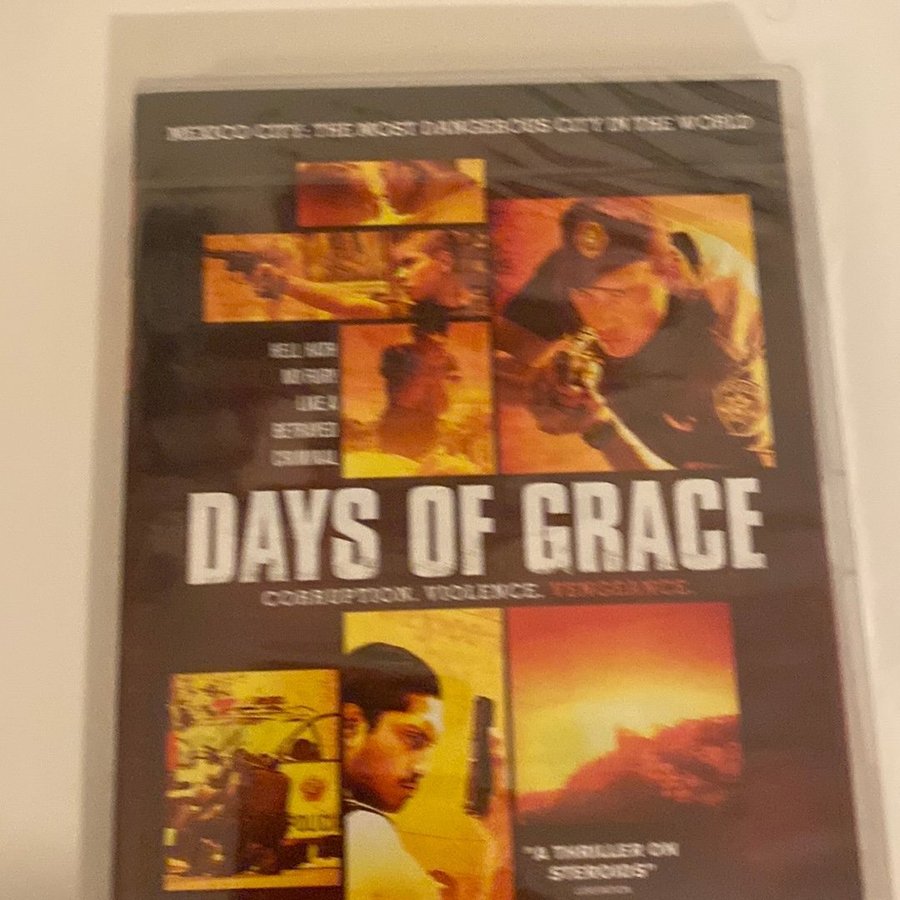 MEXICO CITY: THE MOST DANGEROUS CITY IN THE WORLD
HELL HATH
NO FURY
LIKE A
BETRAYED
CRIMINAL
DAYS OF GRACE
CORRUPTION. VIOLENCE. VENGEANCE.
POLICE
"A THRILLER ON
STEROIDS"